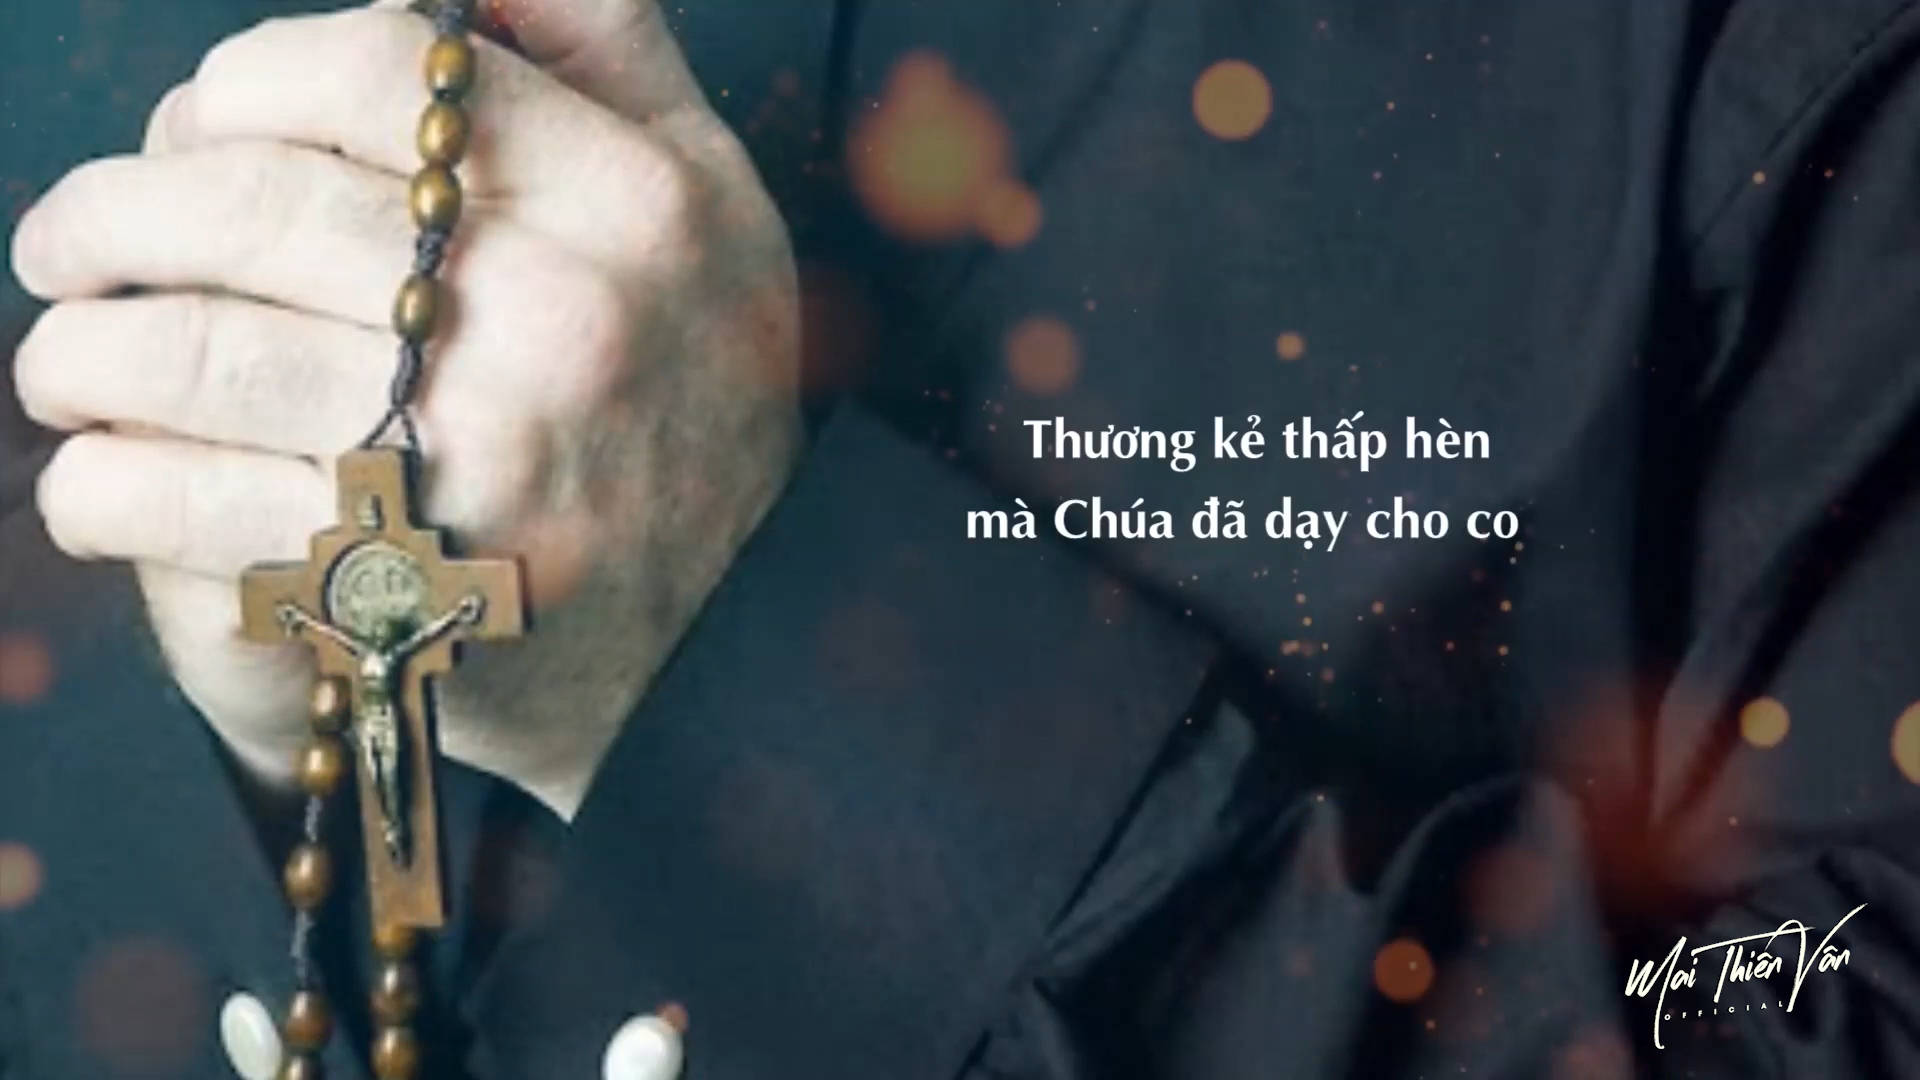 Thương kẻ thấp hèn
mà Chúa đã dạy cho co
Mai Thiên Vân
OFFICIAL